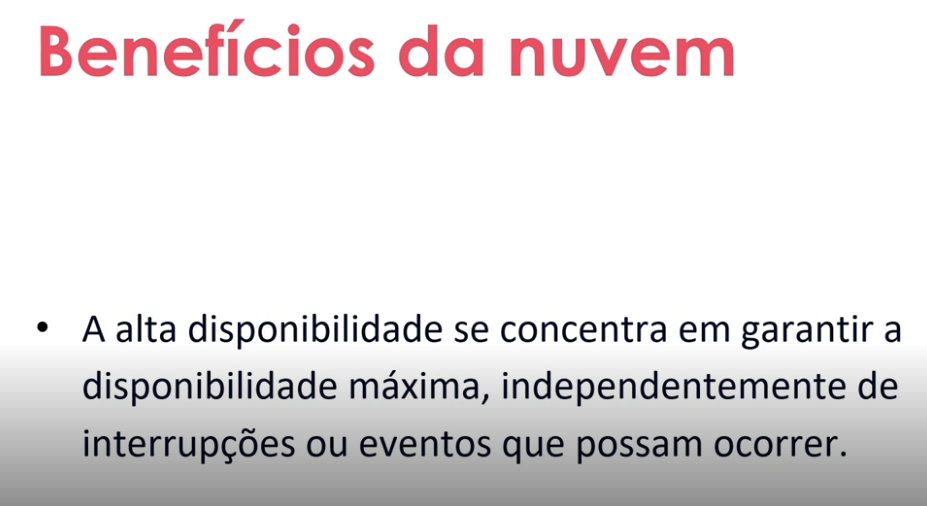 Benefícios da nuvem
• A alta disponibilidade se concentra em garantir a
disponibilidade máxima, independentemente de
interrupções ou eventos que possam ocorrer.